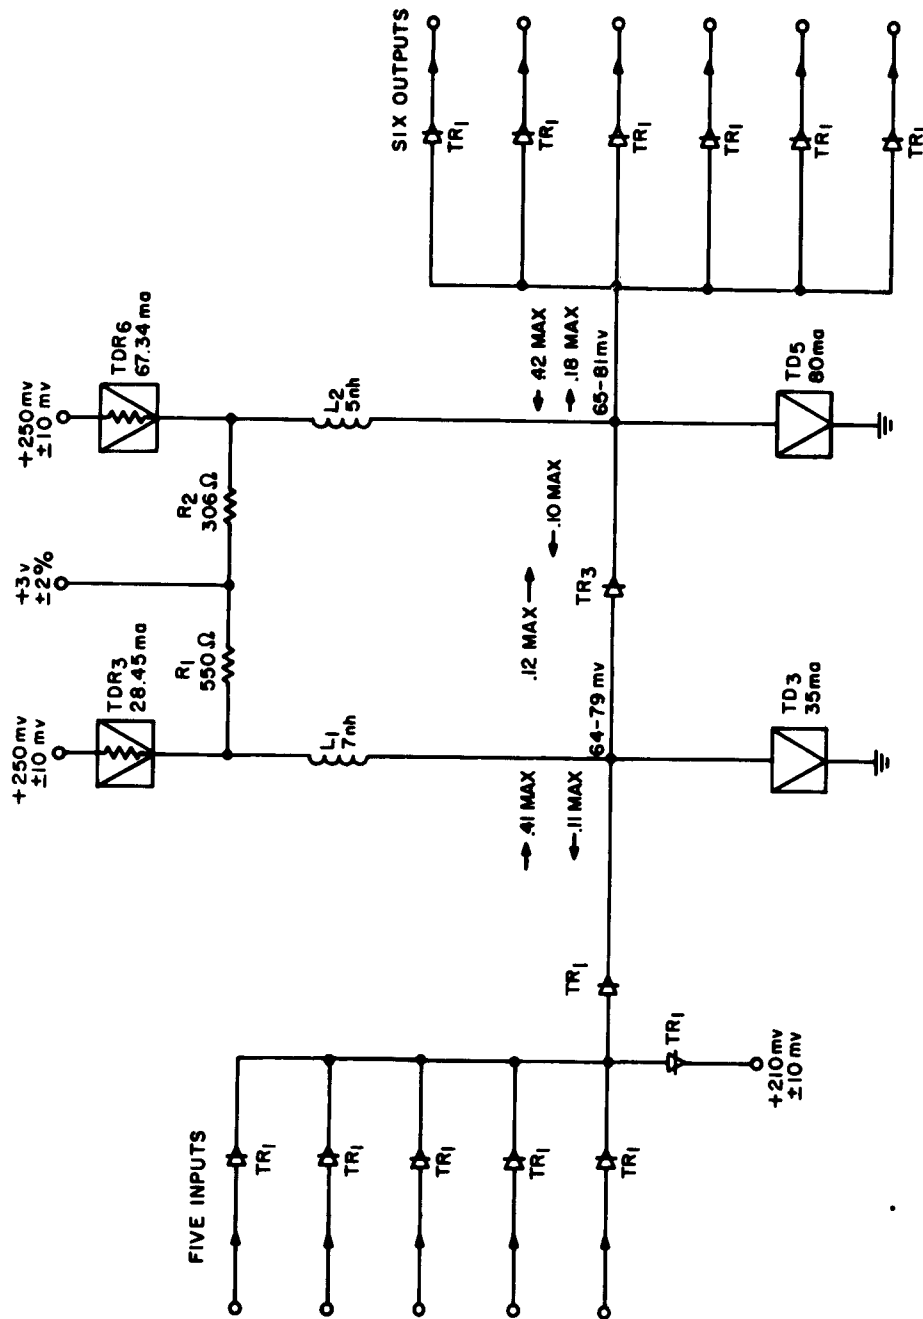 SIX OUTPUTS
TR1
TR1
TR1
TR1
TR1
TR1
+250mv
±10 mv
TDR6
67.34 ma
+3v
±2%
R2
306Ω
L2
5nh
+250mv
±10 mv
TDR3
28.45 ma
R1
550Ω
L1
7nh
.42 MAX
.18 MAX
65-81mv
.10 MAX
.12 MAX
TR3
64-79 mv
.41 MAX
.11 MAX
TD5
80ma
TD3
35ma
TR1
TR1
+210mv
±10mv
FIVE INPUTS
TR1
TR1
TR1
TR1
TR1